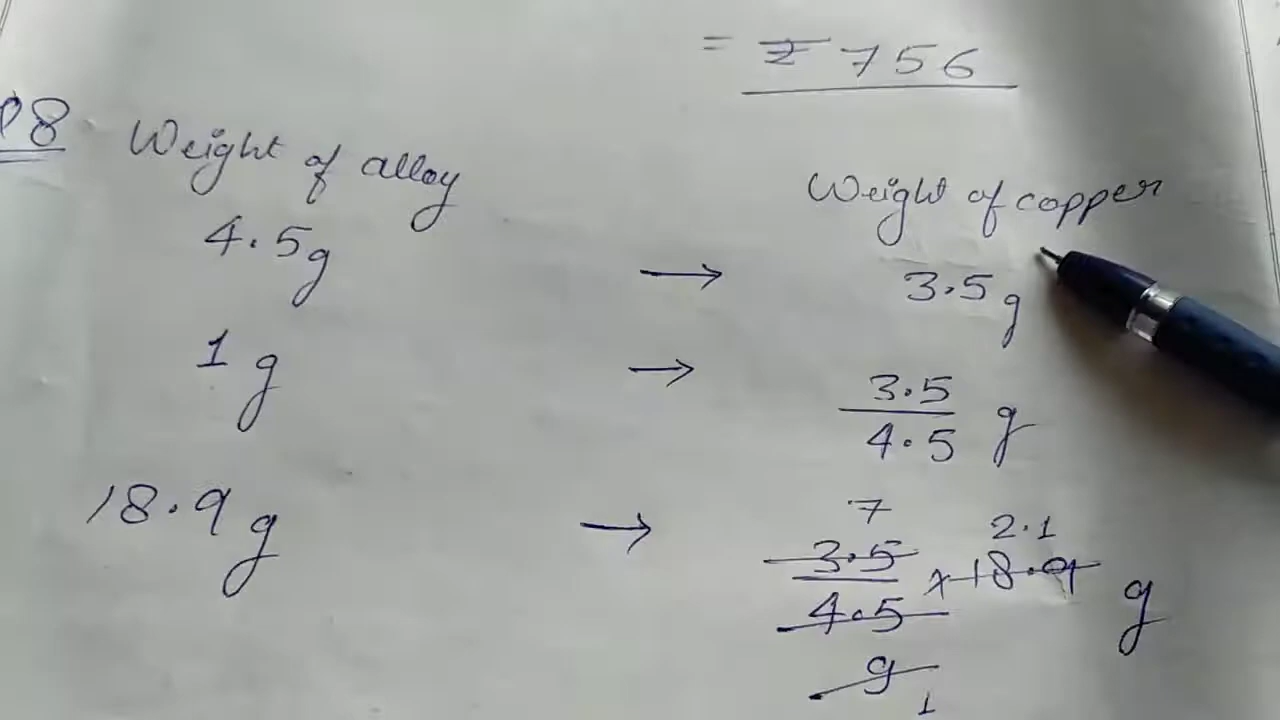 = ₹ 756
P8 Weight of alloy Weight of copper
4.5g → 3.5g
1g → 3.5/4.5 g
7 2.1
18.9g → 3.5/4.5 × 18.9 g
9 1